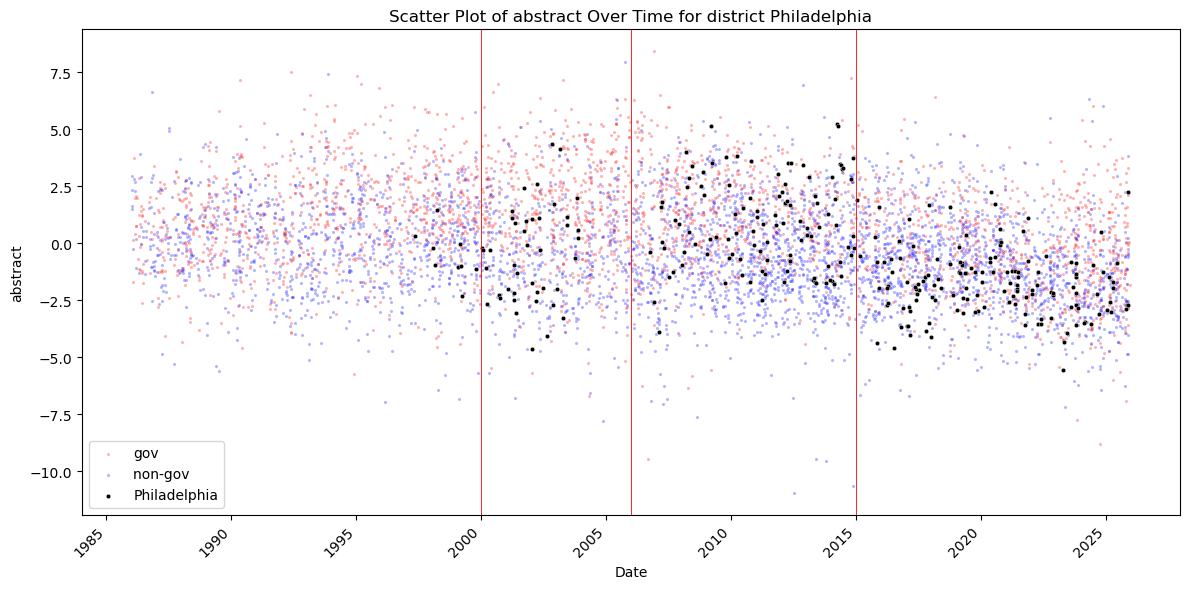 Scatter Plot of abstract Over Time for district Philadelphia
abstract
7.5
5.0
2.5
0.0
−2.5
−5.0
−7.5
−10.0
gov
non-gov
Philadelphia
1985
1990
1995
2000
2005
2010
2015
2020
2025
Date